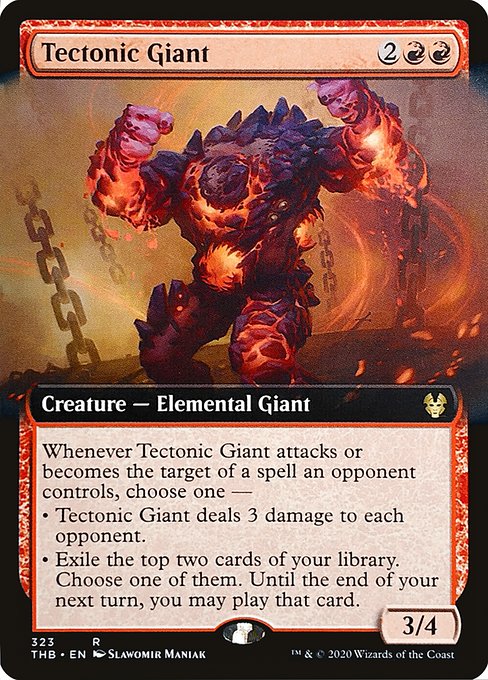 Tectonic Giant 2
Creature — Elemental Giant
Whenever Tectonic Giant attacks or
becomes the target of a spell an opponent
controls, choose one —
• Tectonic Giant deals 3 damage to each
opponent.
• Exile the top two cards of your library.
Choose one of them. Until the end of your
next turn, you may play that card.
3/4
323 R
THB • EN SLAWOMIR MANIAK
™ & © 2020 Wizards of the Coast